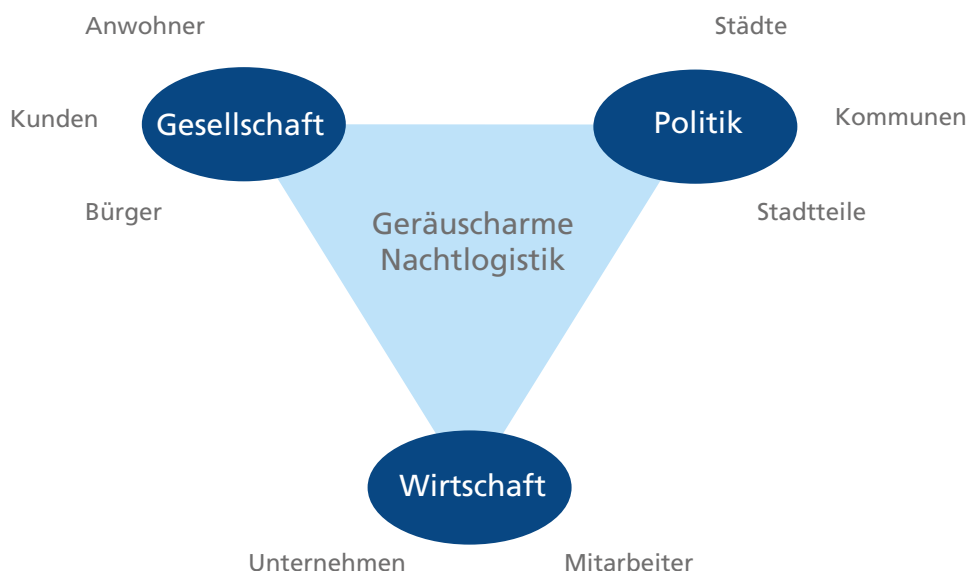 Anwohner
Städte
Kunden
Gesellschaft
Politik
Kommunen
Bürger
Stadtteile
Geräuscharme
Nachtlogistik
Wirtschaft
Unternehmen
Mitarbeiter